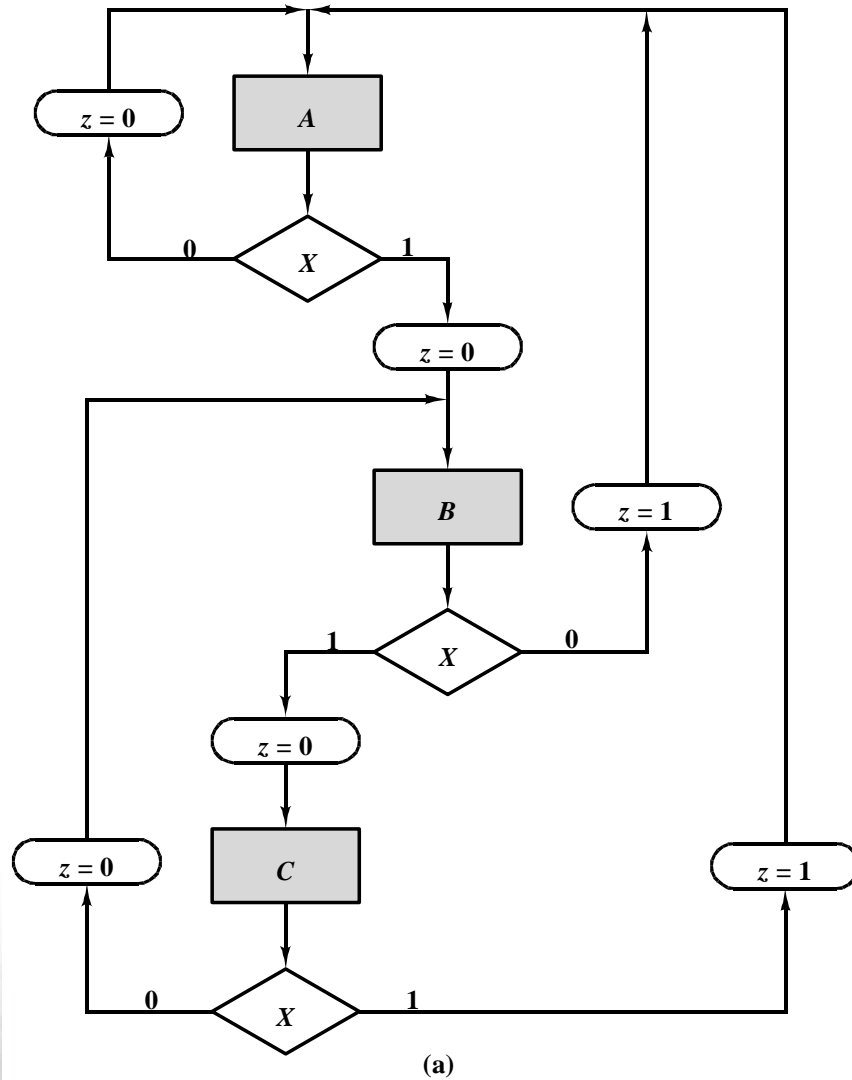 z = 0
A
0
X
1
z = 0
B
z = 1
1
X
0
z = 0
z = 0
C
z = 1
0
X
1
(a)